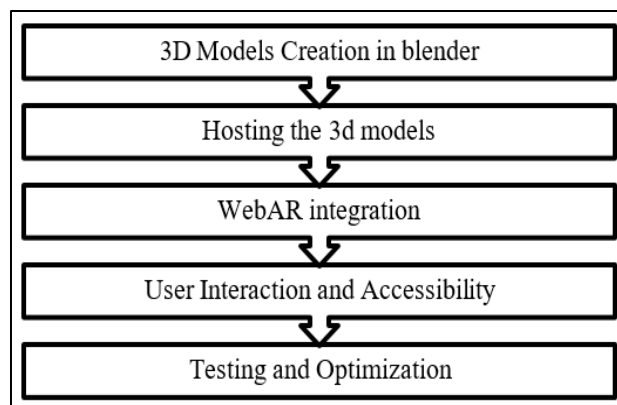 3D Models Creation in blender
Hosting the 3d models
WebAR integration
User Interaction and Accessibility
Testing and Optimization